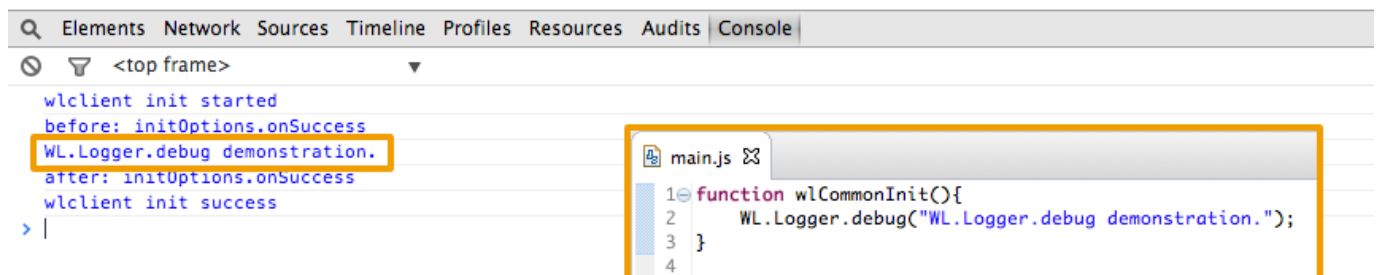 Elements Network Sources Timeline Profiles Resources Audits Console
<top frame>
wlclient init started
before: initOptions.onSuccess
WL.Logger.debug demonstration.
after: initOptions.onSuccess
wlclient init success
>
main.js
1 function wlCommonInit(){
2 WL.Logger.debug("WL.Logger.debug demonstration.");
3 }
4